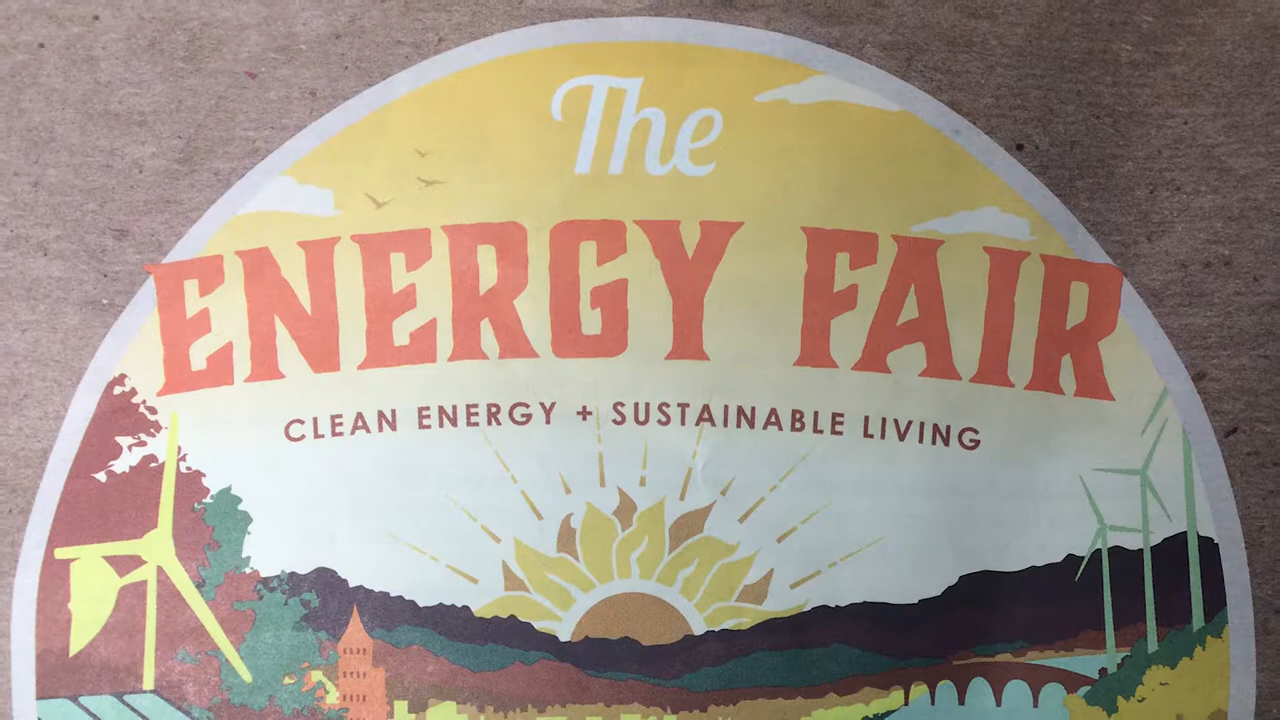 The
ENERGY FAIR
CLEAN ENERGY + SUSTAINABLE LIVING